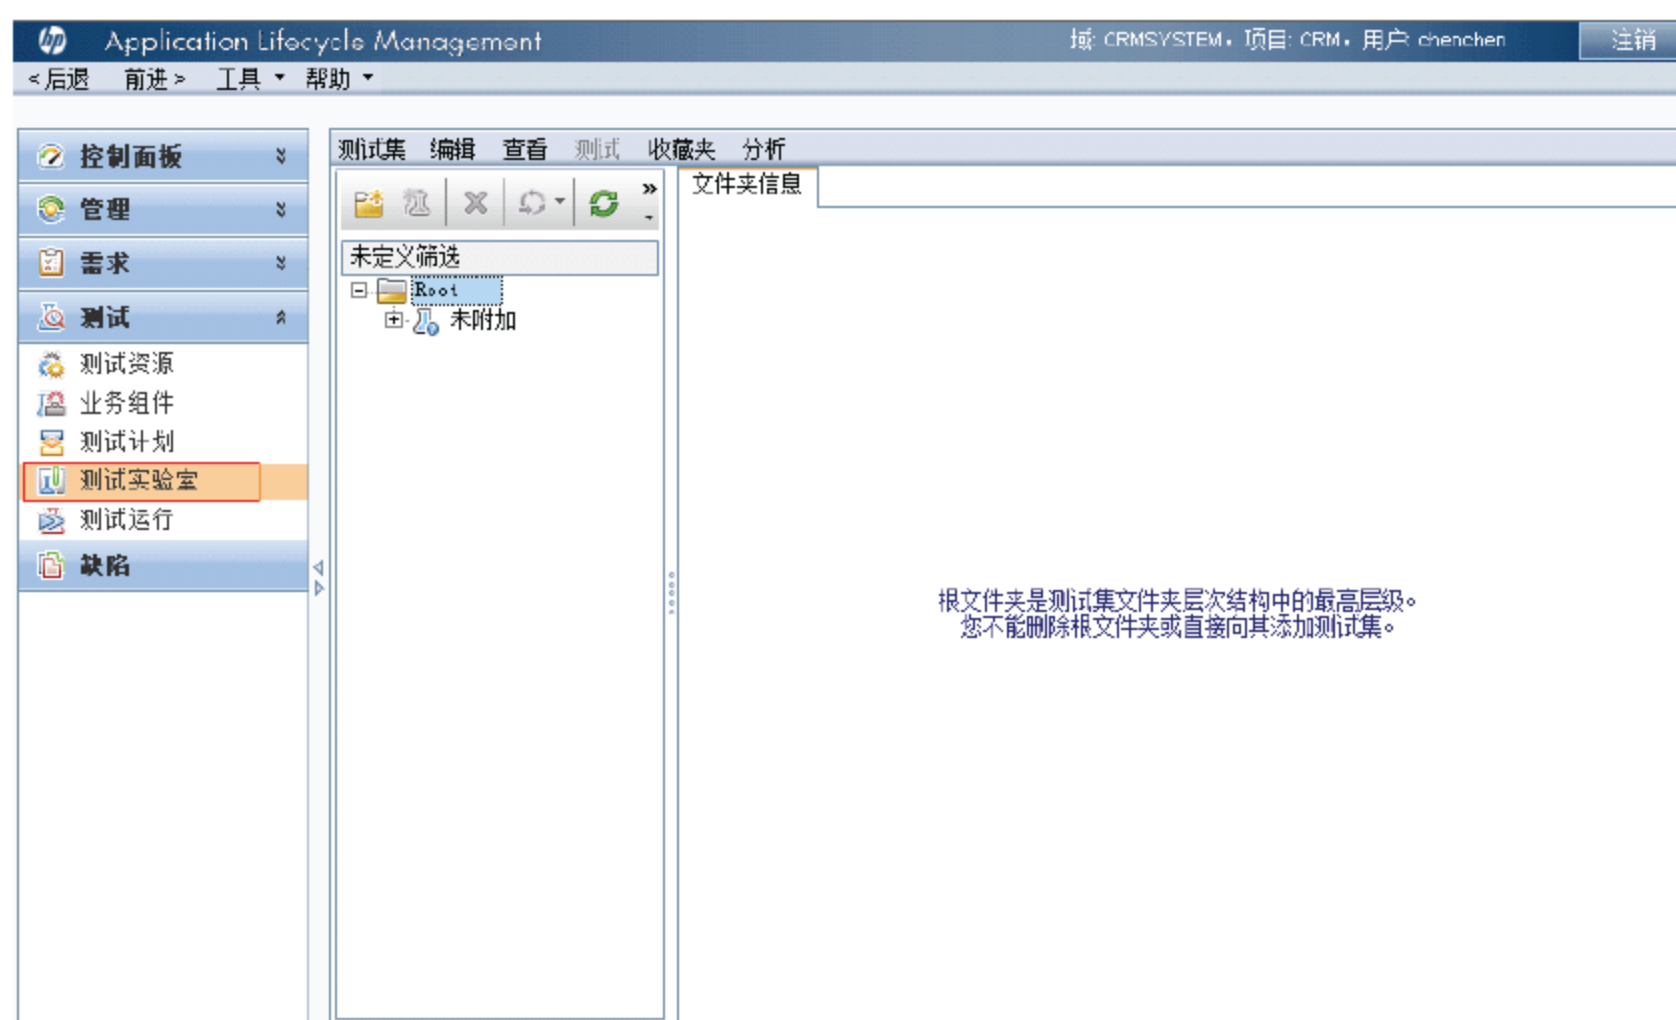 hp Application Lifecycle Management 域: CRMSYSTEM，项目: CRM，用户: chenchen 注销
<后退 前进> 工具 帮助
控制面板
管理
需求
测试
测试资源
业务组件
测试计划
测试实验室
测试运行
缺陷
测试集 编辑 查看 测试 收藏夹 分析
未定义筛选
Root
未附加
文件夹信息
根文件夹是测试集文件夹层次结构中的最高层级。
您不能删除根文件夹或直接向其添加测试集。